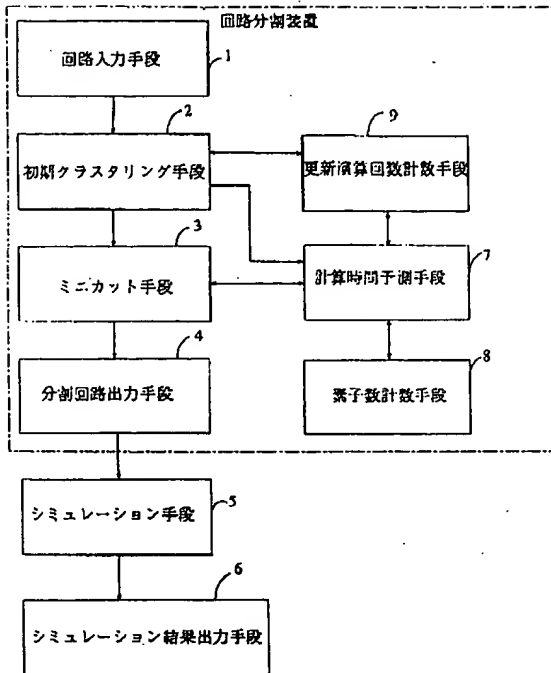 回路分割装置
回路入力手段
1
2
初期クラスタリング手段
9
更新演算回数計数手段
3
ミニカット手段
7
計算時間予測手段
4
分割回路出力手段
8
素子数計数手段
シミュレーション手段
5
6
シミュレーション結果出力手段